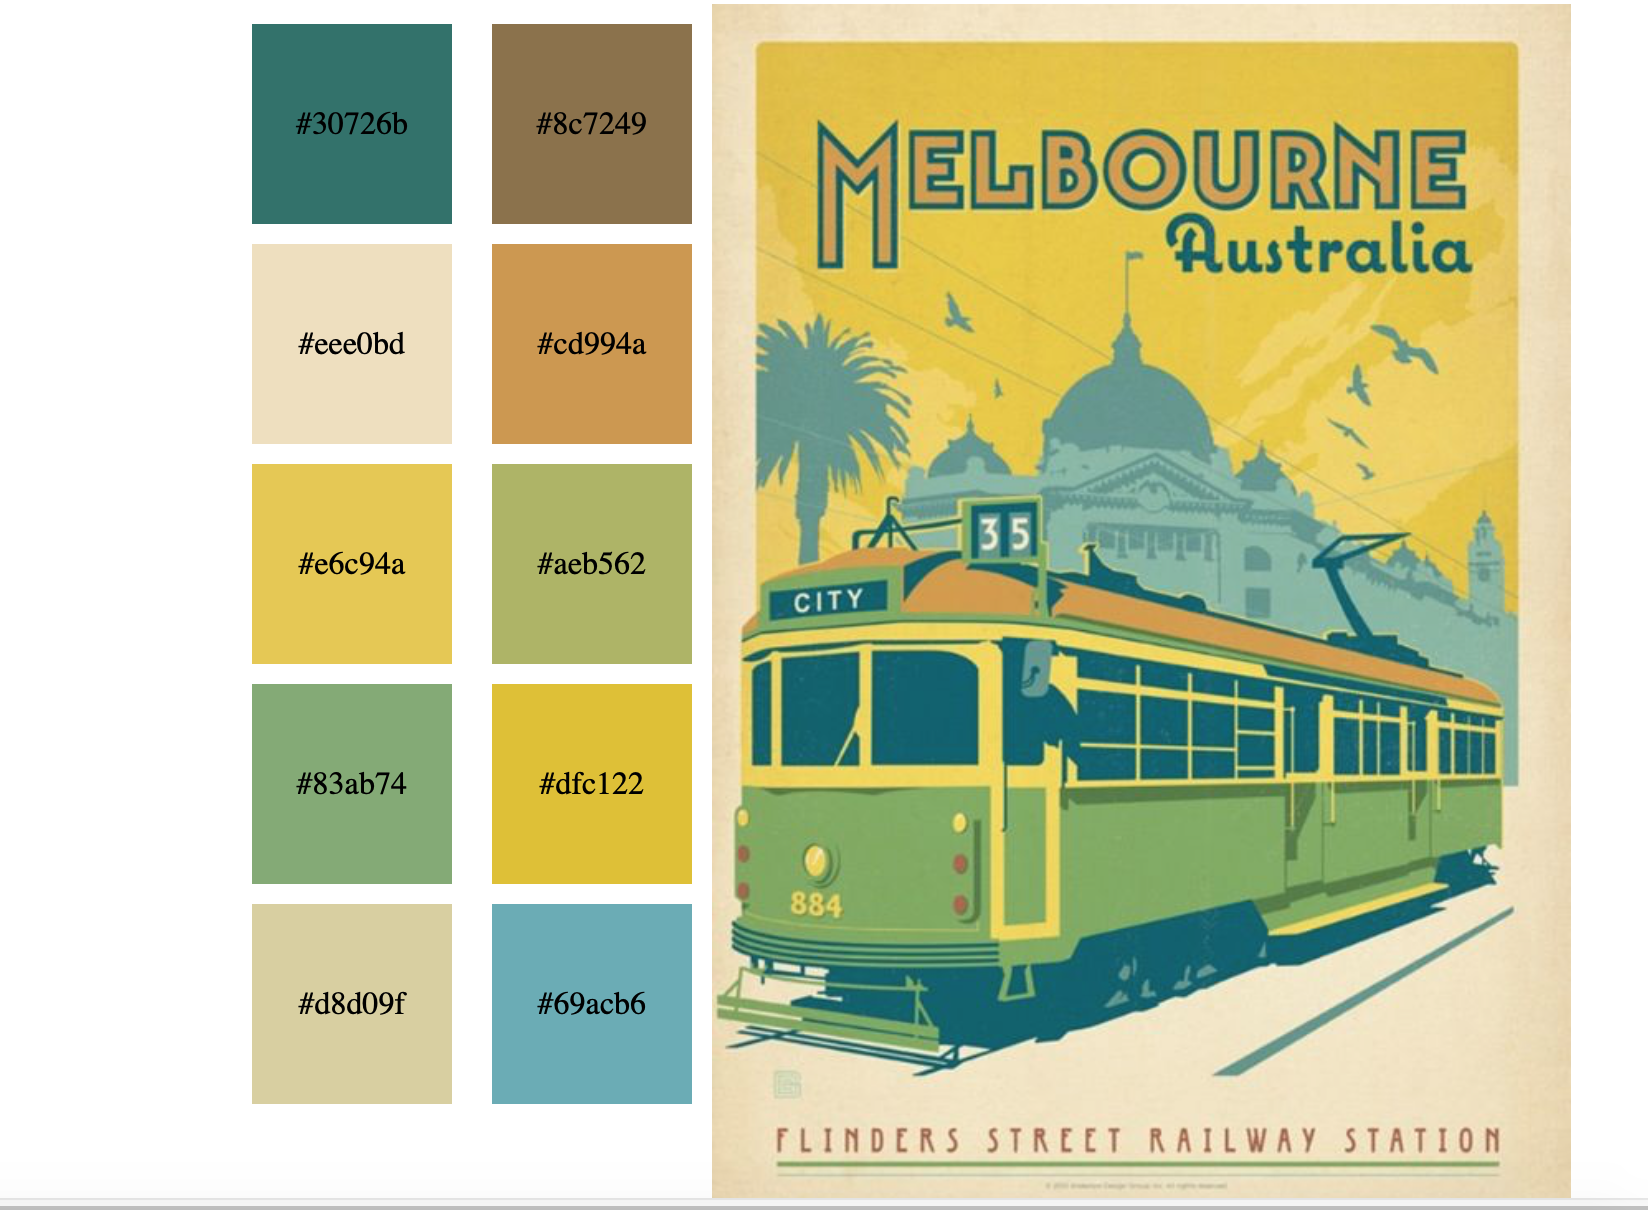 #30726b #8c7249
#eee0bd #cd994a
#e6c94a #aeb562
#83ab74 #dfc122
#d8d09f #69acb6
MELBOURNE
Australia
35
CITY
884
FLINDERS STREET RAILWAY STATION